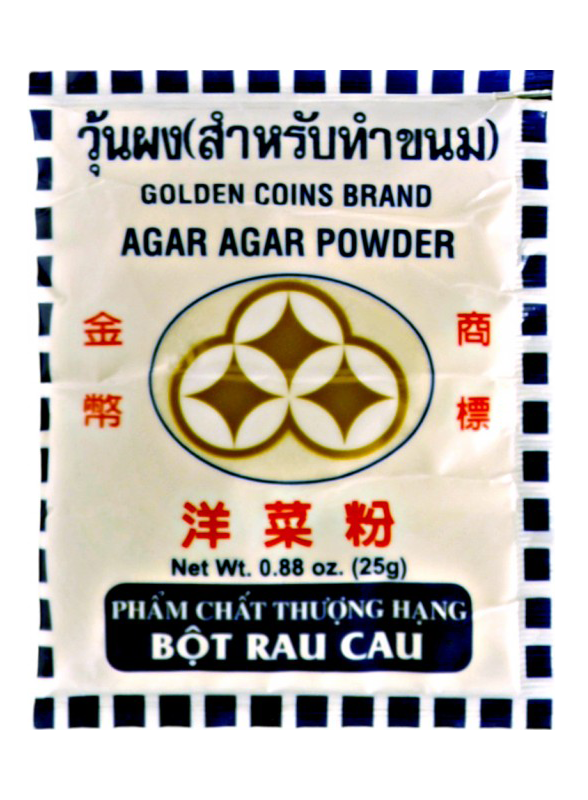 วุ้นผง(สำหรับทำขนม)
GOLDEN COINS BRAND
AGAR AGAR POWDER
金幣
商標
洋菜粉
Net Wt. 0.88 oz. (25g)
PHẨM CHẤT THƯỢNG HẠNG
BỘT RAU CAU